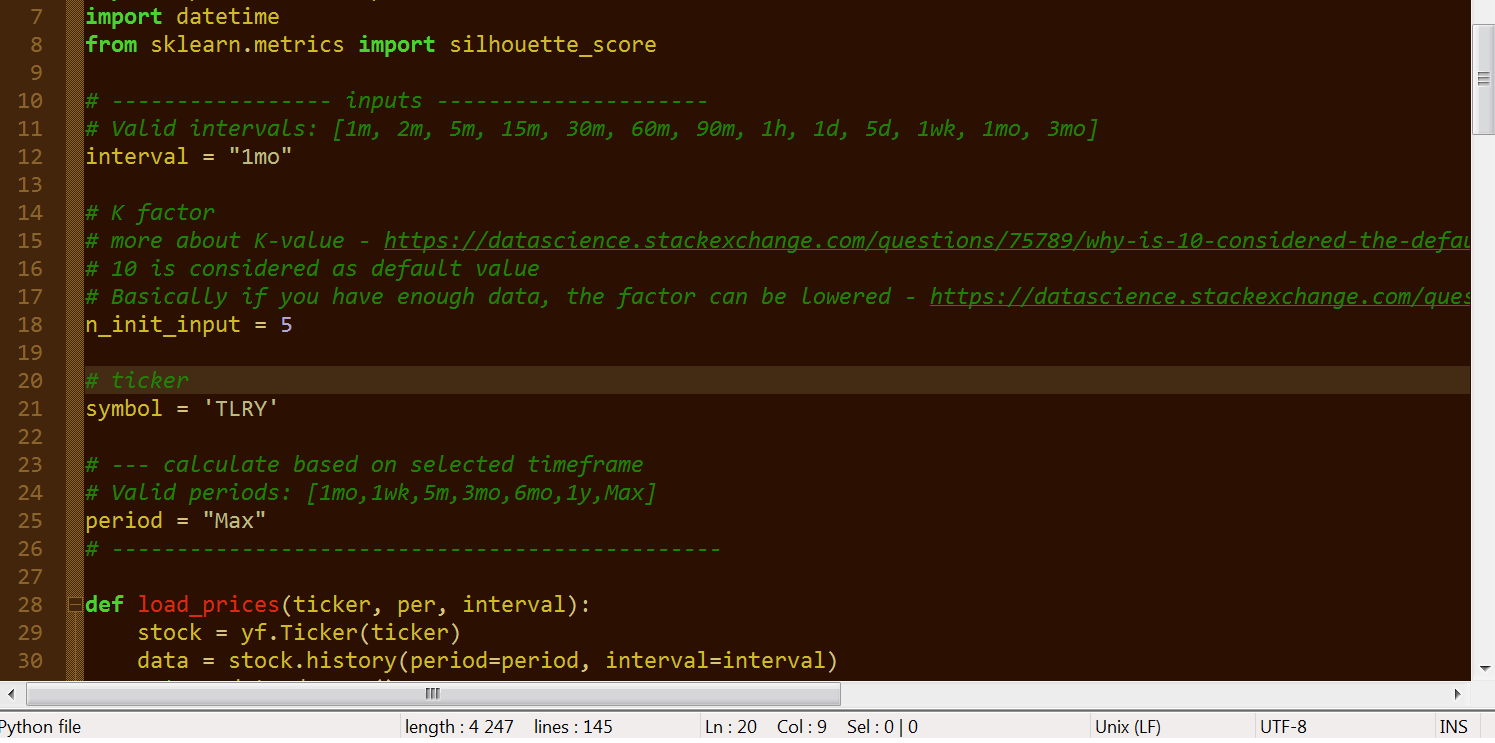 7 import datetime
8 from sklearn.metrics import silhouette_score
9
10 # ----------------- inputs ---------------------
11 # Valid intervals: [1m, 2m, 5m, 15m, 30m, 60m, 90m, 1h, 1d, 5d, 1wk, 1mo, 3mo]
12 interval = "1mo"
13
14 # K factor
15 # more about K-value - https://datascience.stackexchange.com/questions/75789/why-is-10-considered-the-defau
16 # 10 is considered as default value
17 # Basically if you have enough data, the factor can be lowered - https://datascience.stackexchange.com/ques
18 n_init_input = 5
19
20 # ticker
21 symbol = 'TLRY'
22
23 # --- calculate based on selected timeframe
24 # Valid periods: [1mo,1wk,5m,3mo,6mo,1y,Max]
25 period = "Max"
26 # -----------------------------------------------
27
28 def load_prices(ticker, per, interval):
29 stock = yf.Ticker(ticker)
30 data = stock.history(period=period, interval=interval)
Python file length : 4 247 lines : 145 Ln : 20 Col : 9 Sel : 0 | 0 Unix (LF) UTF-8 INS